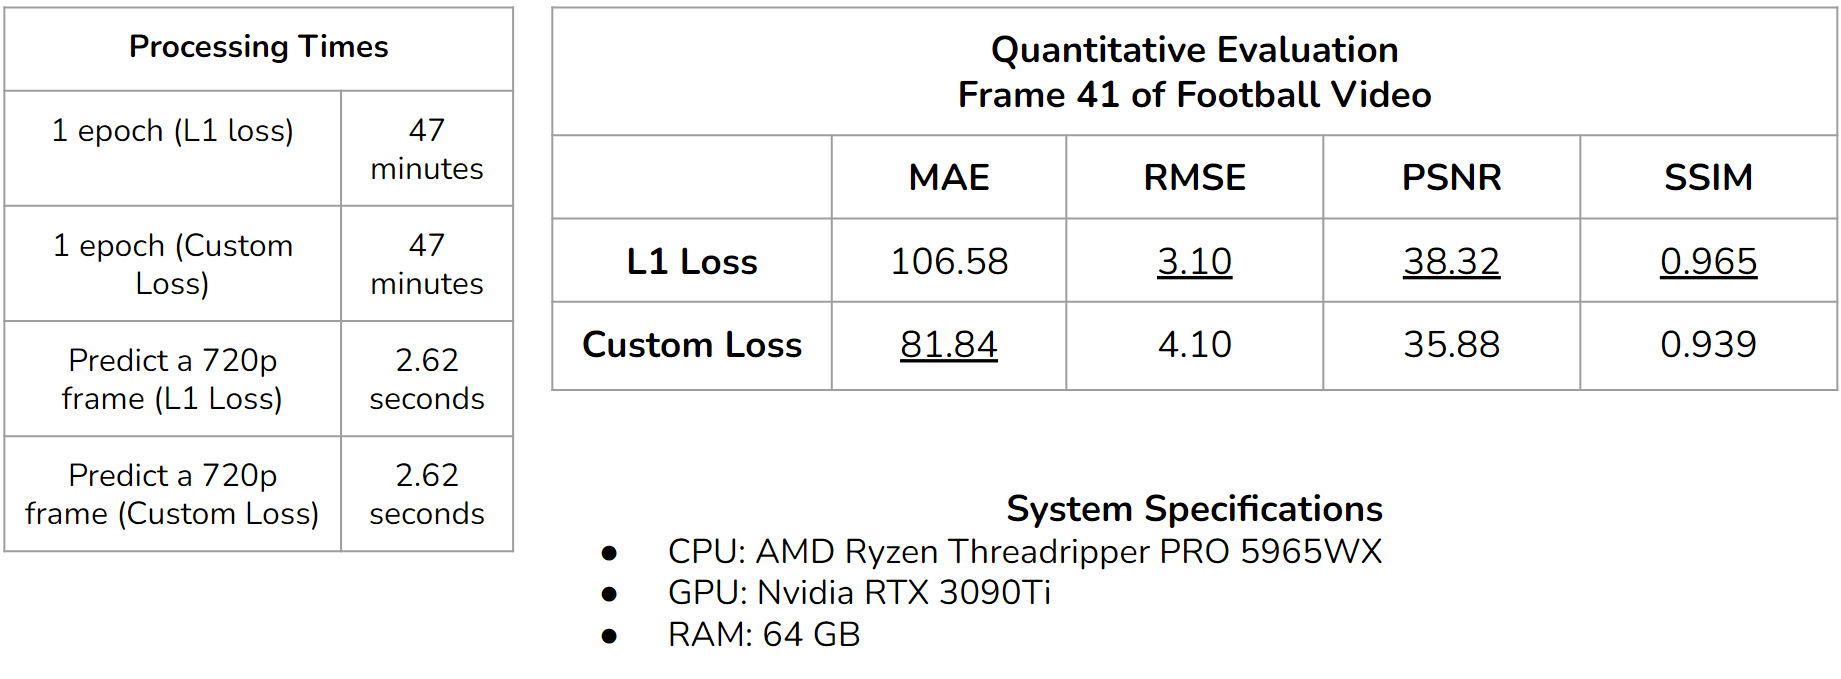 Processing Times
1 epoch (L1 loss)
47
minutes
1 epoch (Custom
Loss)
47
minutes
Predict a 720p
frame (L1 Loss)
2.62
seconds
Predict a 720p
frame (Custom Loss)
2.62
seconds
Quantitative Evaluation
Frame 41 of Football Video
MAE RMSE PSNR SSIM
L1 Loss 106.58 3.10 38.32 0.965
Custom Loss 81.84 4.10 35.88 0.939
System Specifications
● CPU: AMD Ryzen Threadripper PRO 5965WX
● GPU: Nvidia RTX 3090Ti
● RAM: 64 GB